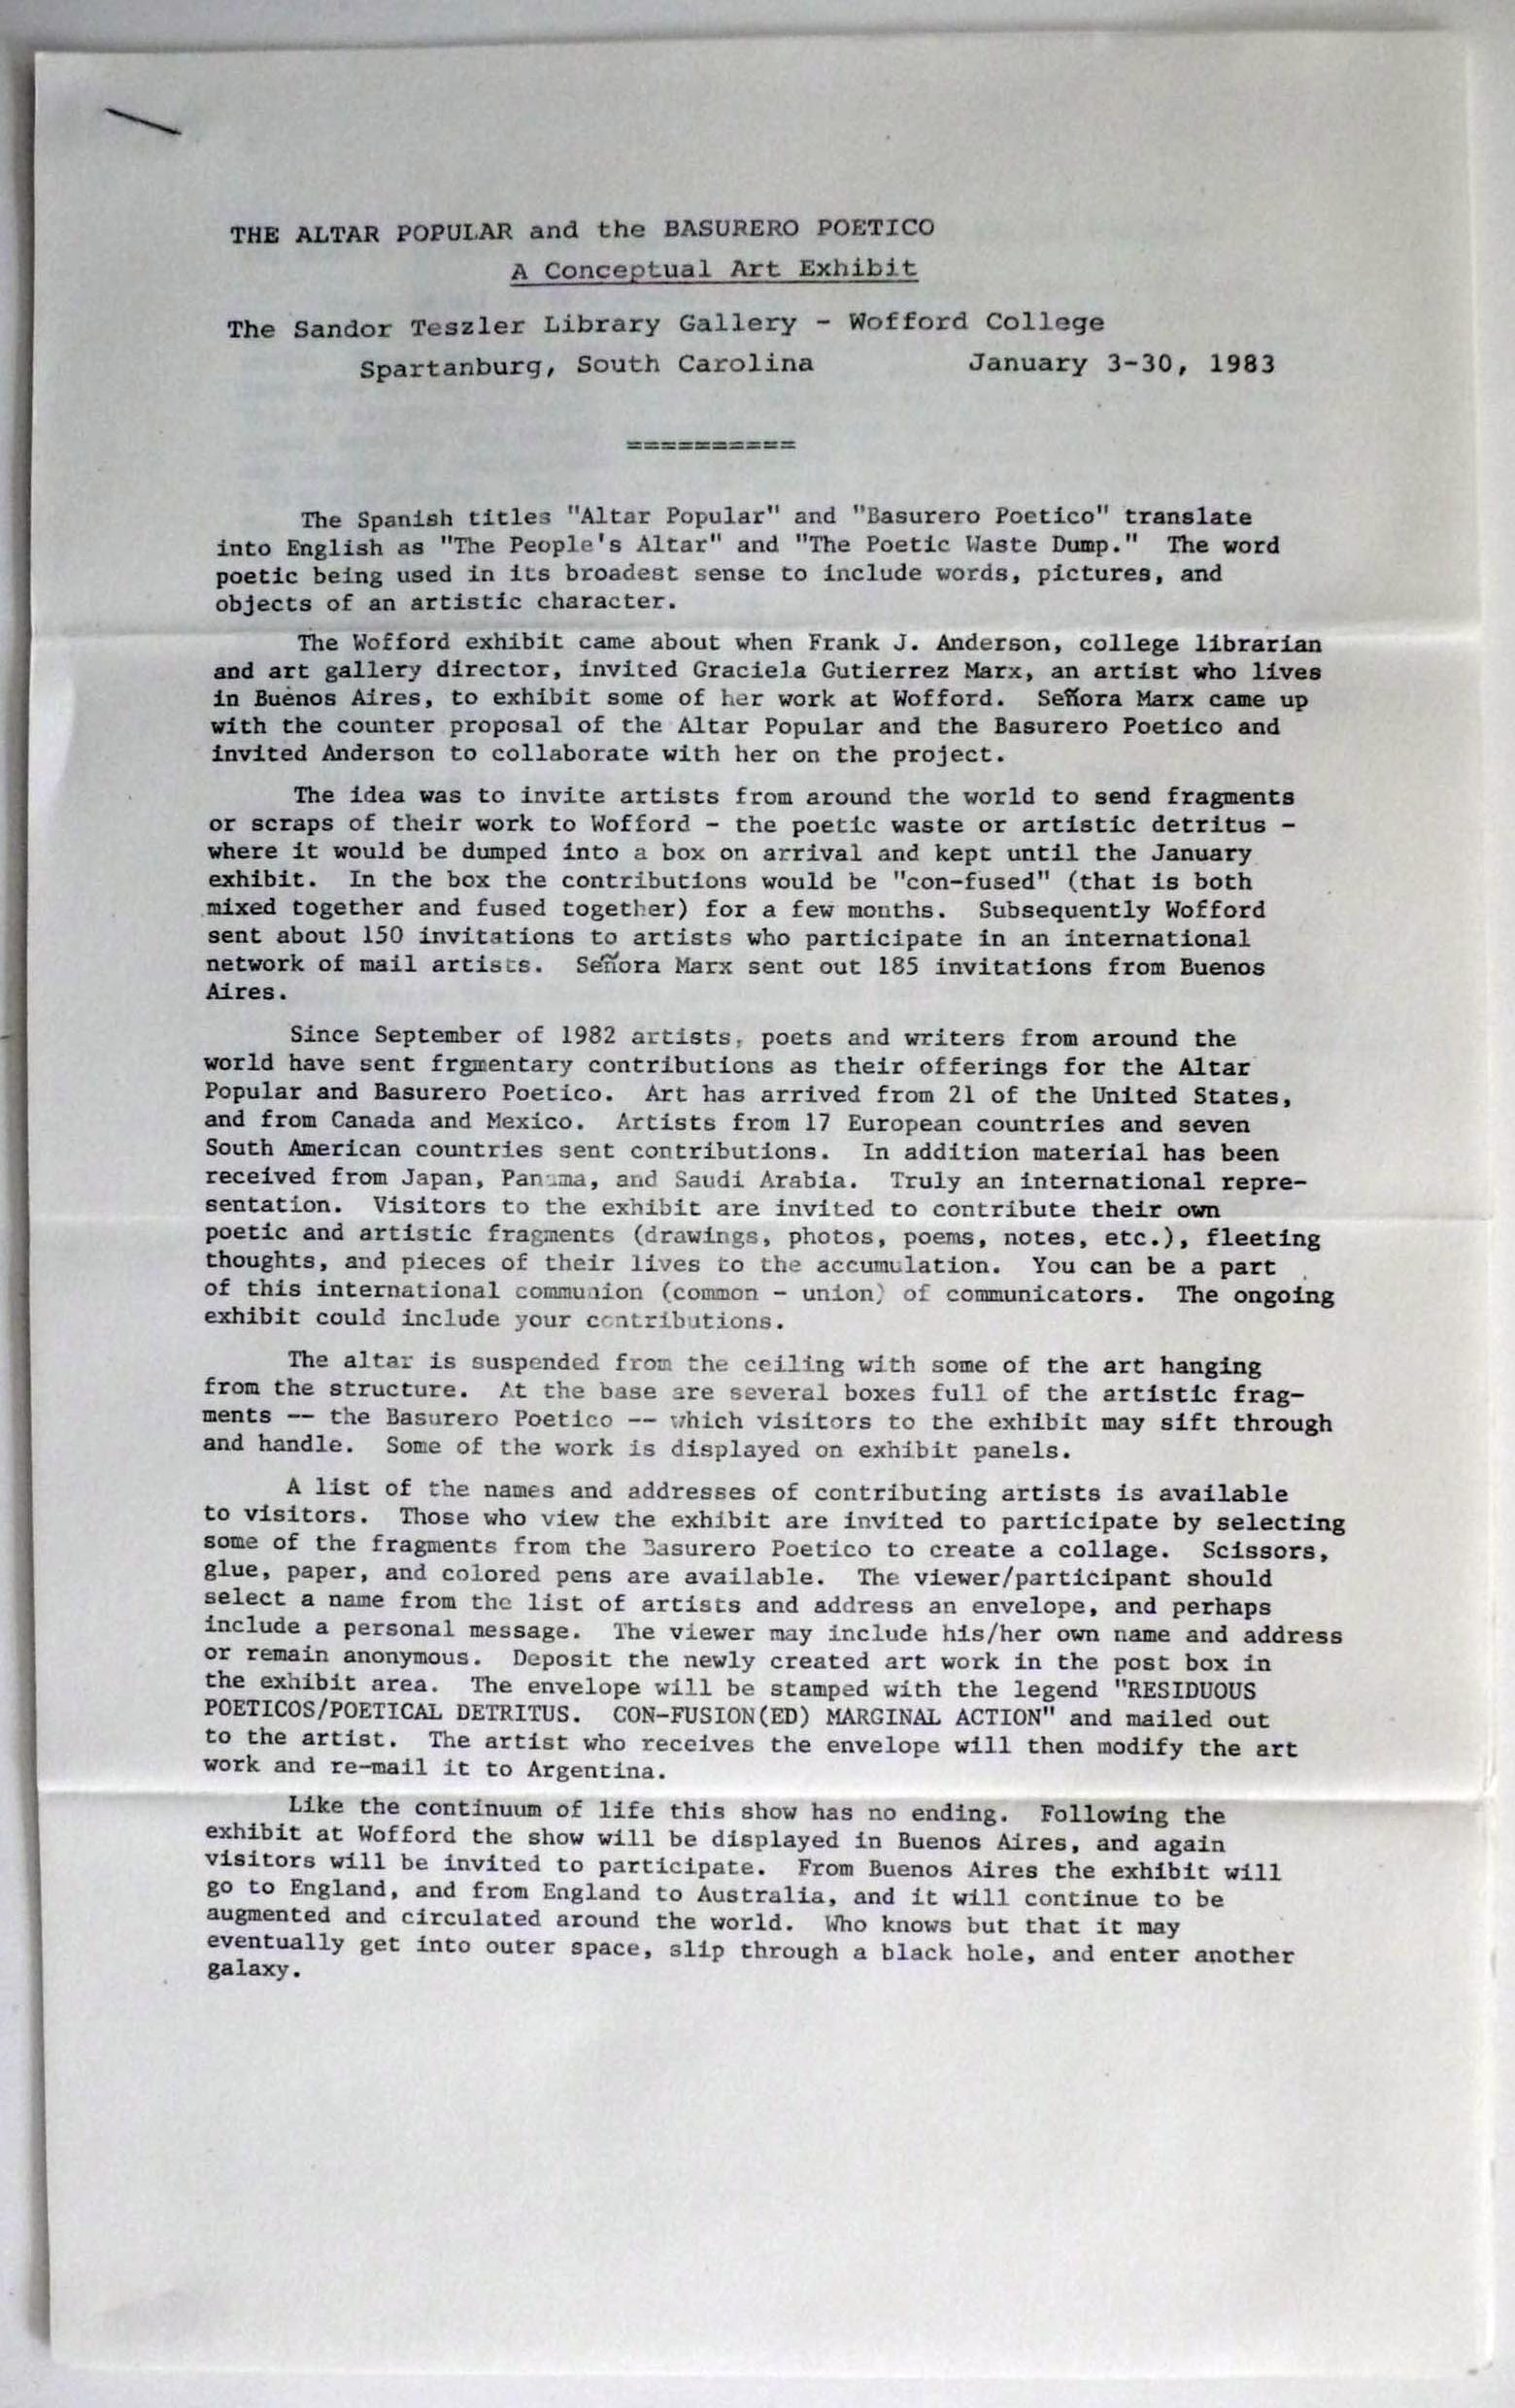 THE ALTAR POPULAR and the BASURERO POETICO
A Conceptual Art Exhibit
The Sandor Teszler Library Gallery - Wofford College
Spartanburg, South Carolina January 3-30, 1983
==========
The Spanish titles "Altar Popular" and "Basurero Poetico" translate
into English as "The People's Altar" and "The Poetic Waste Dump." The word
poetic being used in its broadest sense to include words, pictures, and
objects of an artistic character.
The Wofford exhibit came about when Frank J. Anderson, college librarian
and art gallery director, invited Graciela Gutierrez Marx, an artist who lives
in Buenos Aires, to exhibit some of her work at Wofford. Señora Marx came up
with the counter proposal of the Altar Popular and the Basurero Poetico and
invited Anderson to collaborate with her on the project.
The idea was to invite artists from around the world to send fragments
or scraps of their work to Wofford - the poetic waste or artistic detritus -
where it would be dumped into a box on arrival and kept until the January
exhibit. In the box the contributions would be "con-fused" (that is both
mixed together and fused together) for a few months. Subsequently Wofford
sent about 150 invitations to artists who participate in an international
network of mail artists. Señora Marx sent out 185 invitations from Buenos
Aires.
Since September of 1982 artists, poets and writers from around the
world have sent frgmentary contributions as their offerings for the Altar
Popular and Basurero Poetico. Art has arrived from 21 of the United States,
and from Canada and Mexico. Artists from 17 European countries and seven
South American countries sent contributions. In addition material has been
received from Japan, Panama, and Saudi Arabia. Truly an international repre-
sentation. Visitors to the exhibit are invited to contribute their own
poetic and artistic fragments (drawings, photos, poems, notes, etc.), fleeting
thoughts, and pieces of their lives to the accumulation. You can be a part
of this international communion (common - union) of communicators. The ongoing
exhibit could include your contributions.
The altar is suspended from the ceiling with some of the art hanging
from the structure. At the base are several boxes full of the artistic frag-
ments -- the Basurero Poetico -- which visitors to the exhibit may sift through
and handle. Some of the work is displayed on exhibit panels.
A list of the names and addresses of contributing artists is available
to visitors. Those who view the exhibit are invited to participate by selecting
some of the fragments from the Basurero Poetico to create a collage. Scissors,
glue, paper, and colored pens are available. The viewer/participant should
select a name from the list of artists and address an envelope, and perhaps
include a personal message. The viewer may include his/her own name and address
or remain anonymous. Deposit the newly created art work in the post box in
the exhibit area. The envelope will be stamped with the legend "RESIDUOUS
POETICOS/POETICAL DETRITUS. CON-FUSION(ED) MARGINAL ACTION" and mailed out
to the artist. The artist who receives the envelope will then modify the art
work and re-mail it to Argentina.
Like the continuum of life this show has no ending. Following the
exhibit at Wofford the show will be displayed in Buenos Aires, and again
visitors will be invited to participate. From Buenos Aires the exhibit will
go to England, and from England to Australia, and it will continue to be
augmented and circulated around the world. Who knows but that it may
eventually get into outer space, slip through a black hole, and enter another
galaxy.